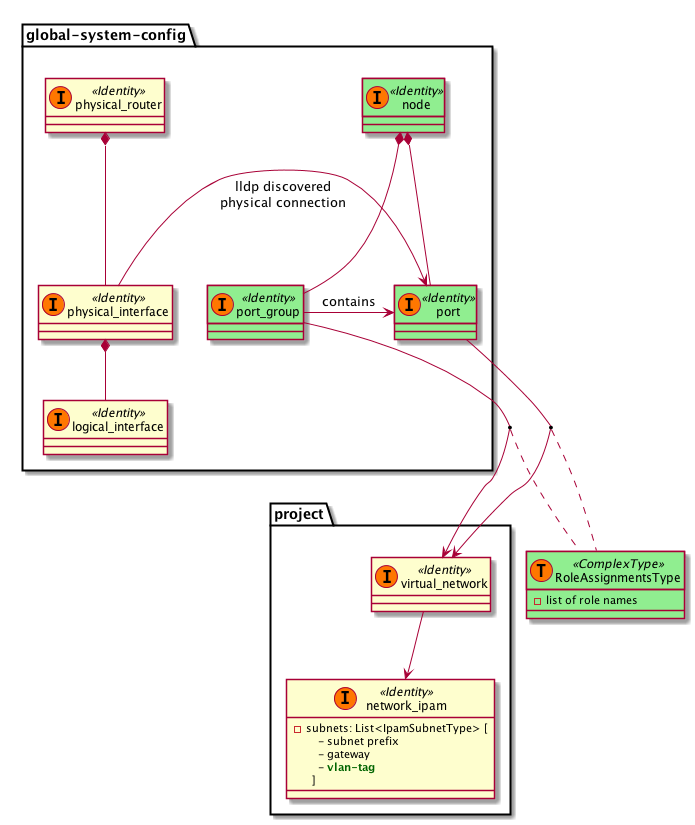 global-system-config
I
«Identity»
physical_router
I
«Identity»
node
lldp discovered
physical connection
I
«Identity»
physical_interface
I
«Identity»
port_group
contains
I
«Identity»
port
I
«Identity»
logical_interface
project
I
«Identity»
virtual_network
T
«ComplexType»
RoleAssignmentsType
list of role names
I
«Identity»
network_ipam
subnets: List<IpamSubnetType> [
- subnet prefix
- gateway
- vlan-tag
]